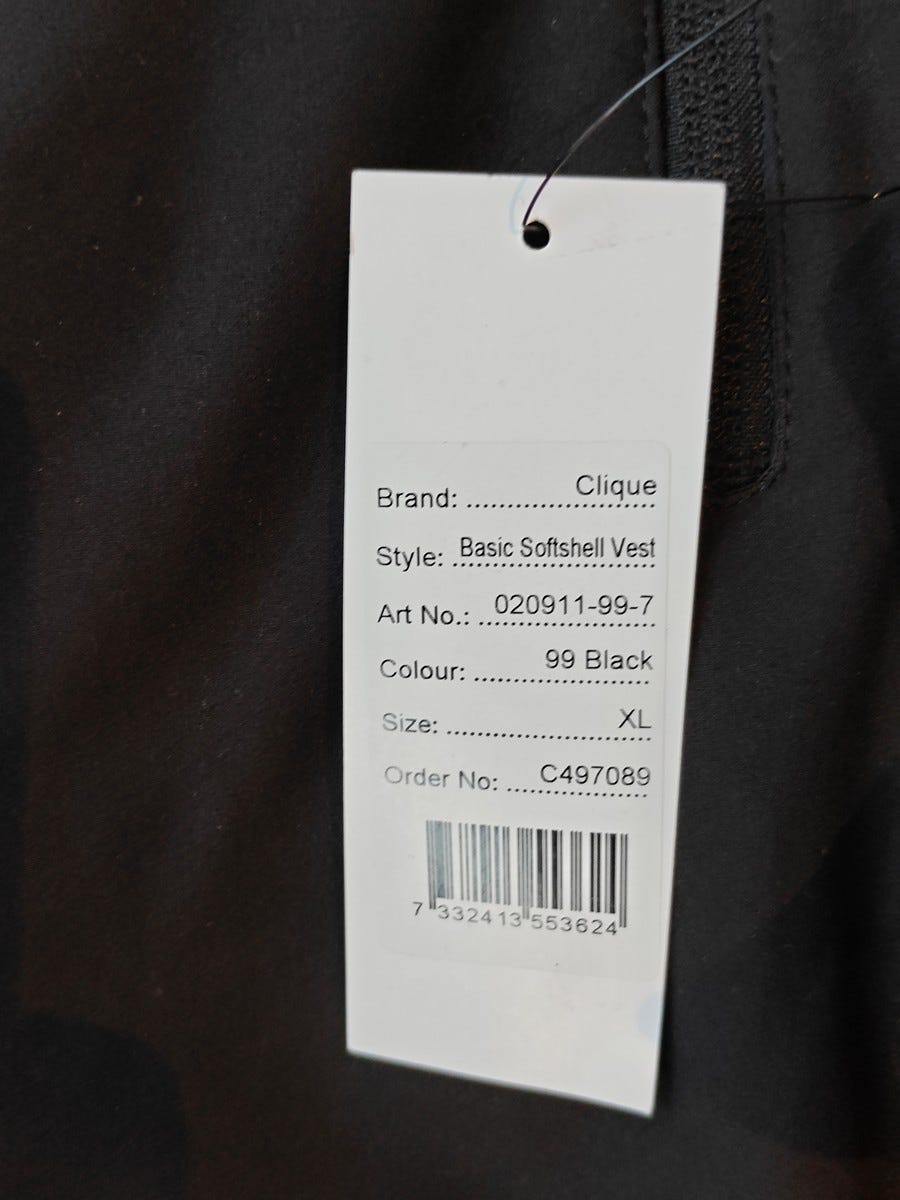 Brand: ........................ Clique
Style: .......................... Basic Softshell Vest
Art No.: ...................... 020911-99-7
Colour: ...................... 99 Black
Size: .......................... XL
Order No: .................. C497089
7 332413 553624